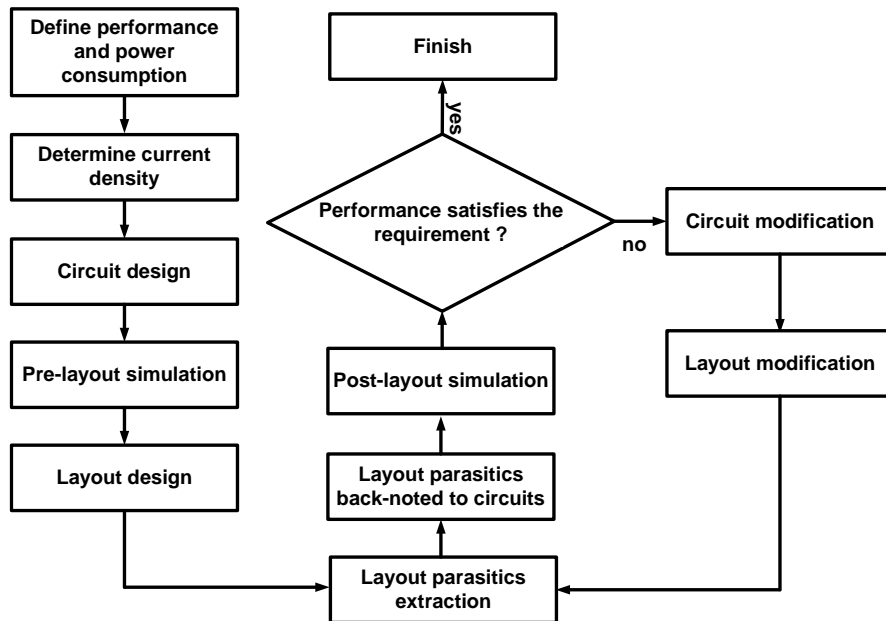 Define performance
and power
consumption
Determine current
density
Circuit design
Pre-layout simulation
Layout design
Finish
yes
Performance satisfies the
requirement ?
no
Circuit modification
Layout modification
Post-layout simulation
Layout parasitics
back-noted to circuits
Layout parasitics
extraction